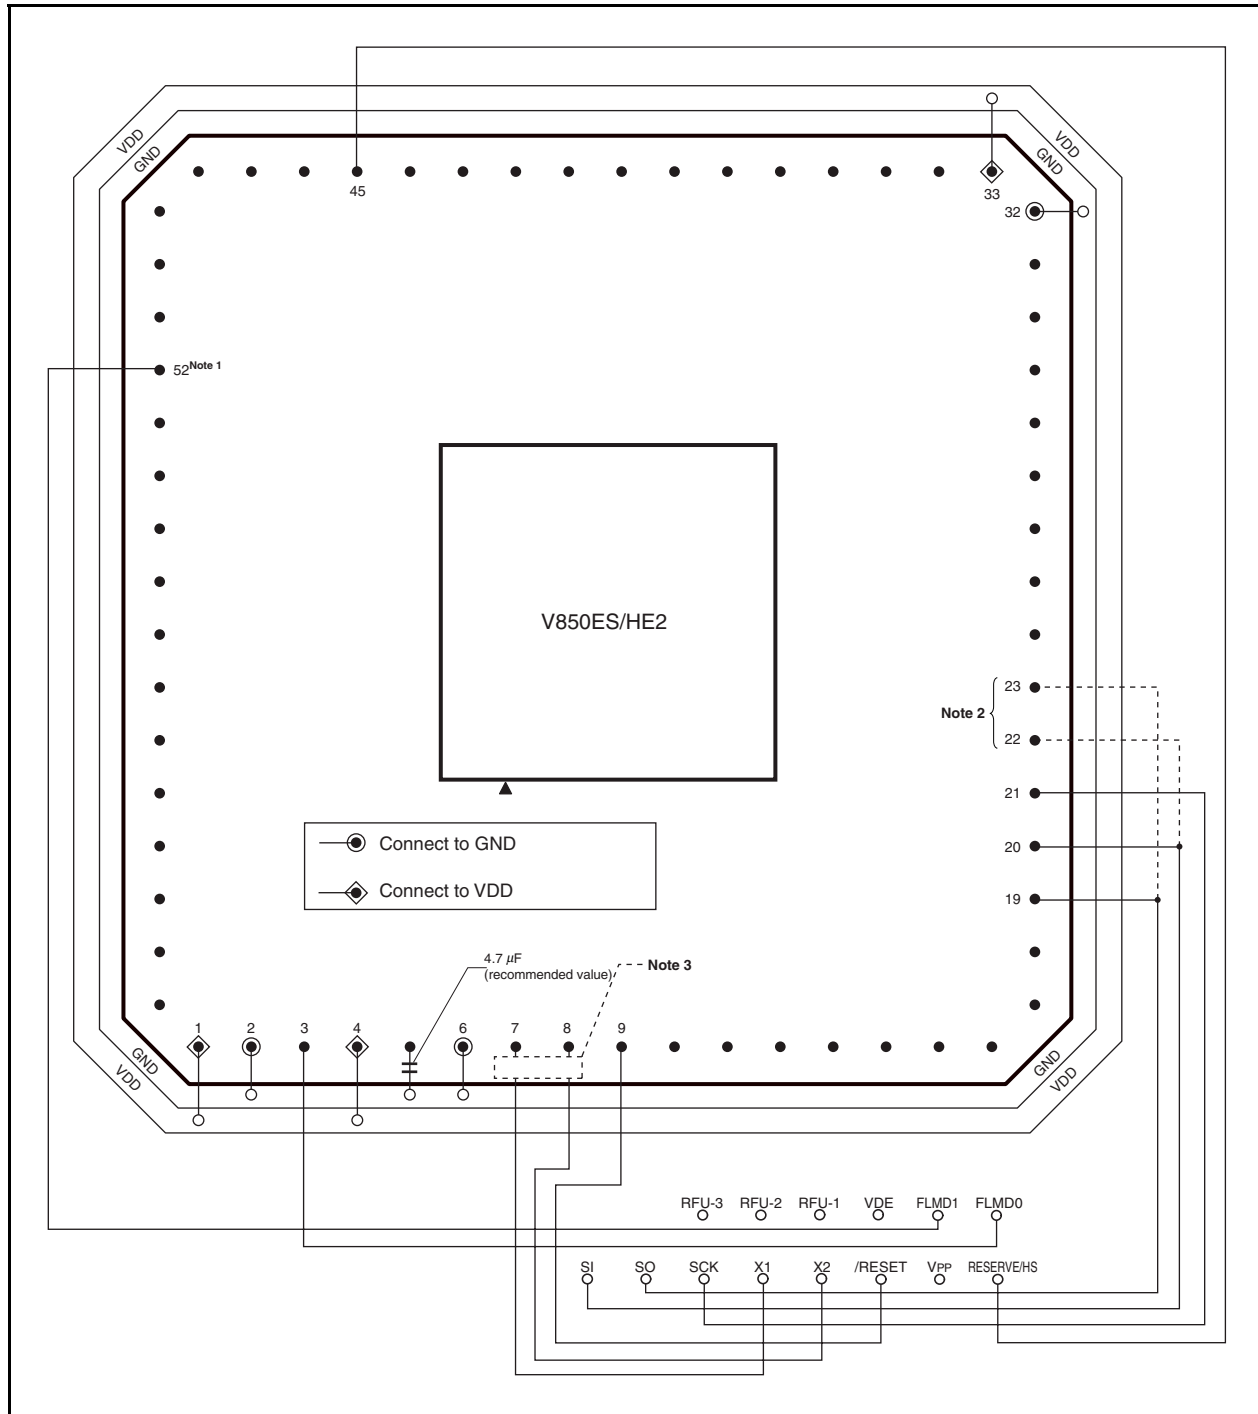 VDD
GND
VDD
GND
45
33
32
52Note 1
V850ES/HE2
23
Note 2
22
21
20
19
Connect to GND
Connect to VDD
4.7 μF
(recommended value)
Note 3
1
2
3
4
6
7
8
9
GND
VDD
GND
VDD
RFU-3
RFU-2
RFU-1
VDE
FLMD1
FLMD0
SI
SO
SCK
X1
X2
/RESET
VPP
RESERVE/HS